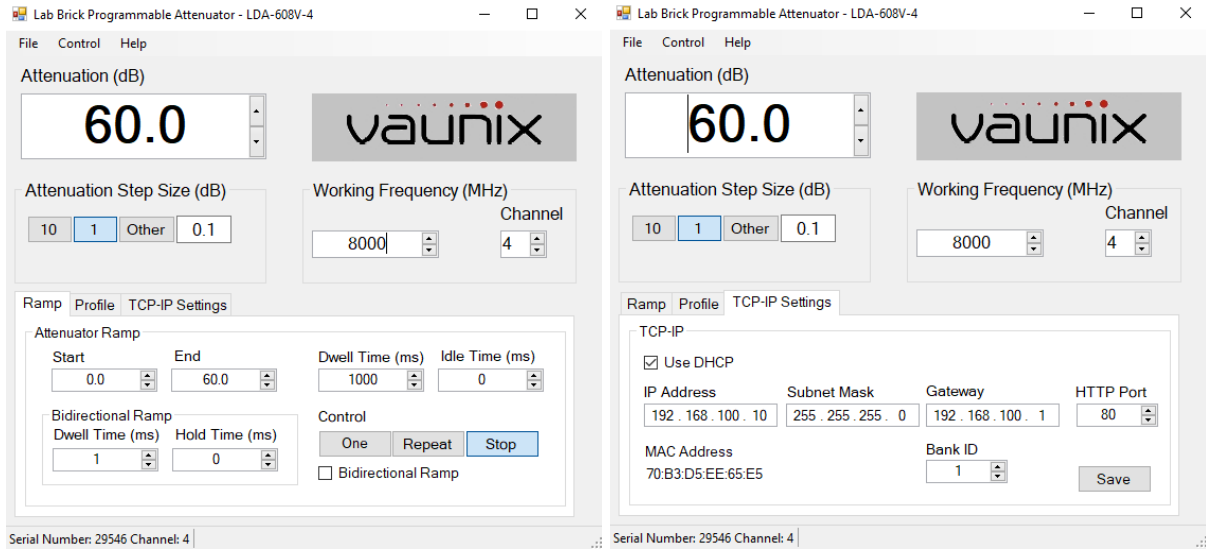 Lab Brick Programmable Attenuator - LDA-608V-4
File Control Help
Attenuation (dB)
60.0
vaunix
Attenuation Step Size (dB)
10 1 Other 0.1
Working Frequency (MHz)
Channel
8000 4
Ramp Profile TCP-IP Settings
Attenuator Ramp
Start End Dwell Time (ms) Idle Time (ms)
0.0 60.0 1000 0
Bidirectional Ramp
Dwell Time (ms) Hold Time (ms)
1 0
Control
One Repeat Stop
Bidirectional Ramp
Serial Number: 29546 Channel: 4
Lab Brick Programmable Attenuator - LDA-608V-4
File Control Help
Attenuation (dB)
60.0
vaunix
Attenuation Step Size (dB)
10 1 Other 0.1
Working Frequency (MHz)
Channel
8000 4
Ramp Profile TCP-IP Settings
TCP-IP
Use DHCP
IP Address Subnet Mask Gateway HTTP Port
192 . 168 . 100 . 10 255 . 255 . 255 . 0 192 . 168 . 100 . 1 80
MAC Address
70:B3:D5:EE:65:E5
Bank ID
1
Save
Serial Number: 29546 Channel: 4